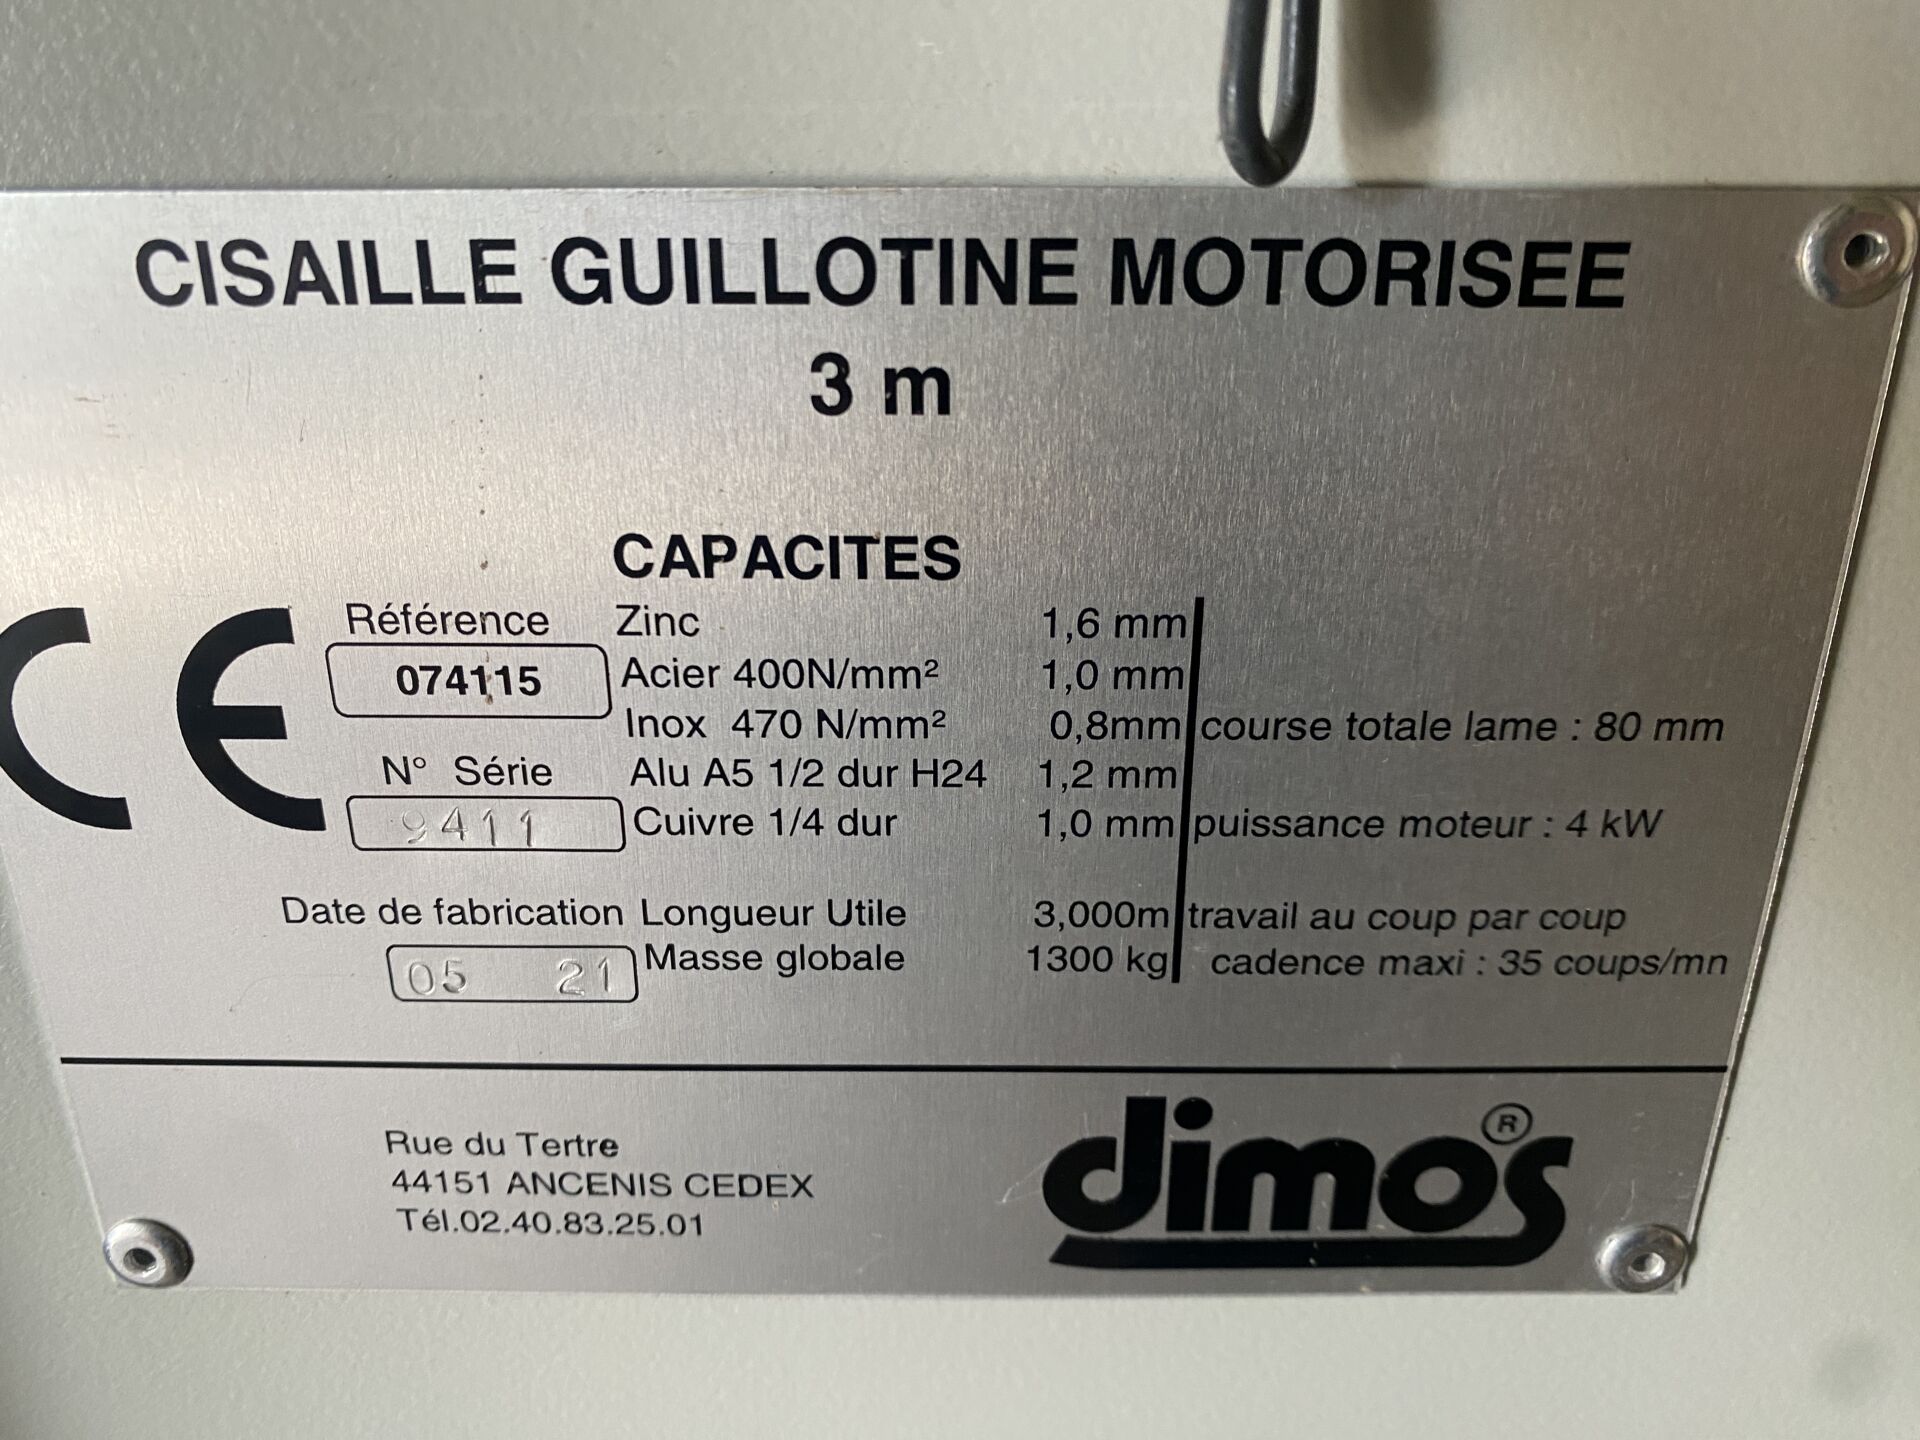 CISAILLE GUILLOTINE MOTORISEE
3 m
CAPACITES
CE
Référence
074115
N° Série
9411
Date de fabrication
05 21
Zinc 1,6 mm
Acier 400N/mm² 1,0 mm
Inox 470 N/mm² 0,8mm
Alu A5 1/2 dur H24 1,2 mm
Cuivre 1/4 dur 1,0 mm
Longueur Utile 3,000m
Masse globale 1300 kg
course totale lame : 80 mm
puissance moteur : 4 kW
travail au coup par coup
cadence maxi : 35 coups/mn
Rue du Tertre
44151 ANCENIS CEDEX
Tél.02.40.83.25.01
dimo's ®